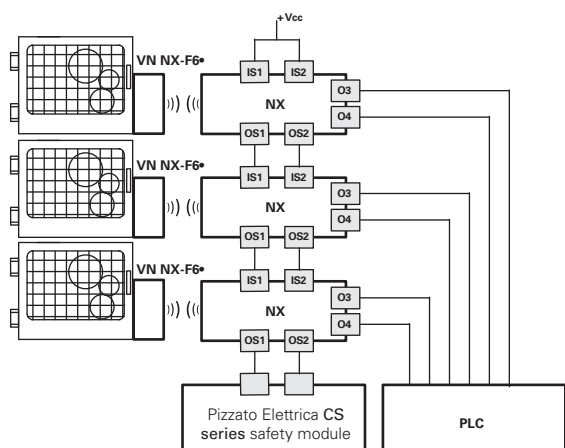 +Vcc
VN NX-F6•
IS1 IS2
NX
O3
O4
OS1 OS2
VN NX-F6•
IS1 IS2
NX
O3
O4
OS1 OS2
VN NX-F6•
IS1 IS2
NX
O3
O4
OS1 OS2
Pizzato Elettrica CS
series safety module
PLC